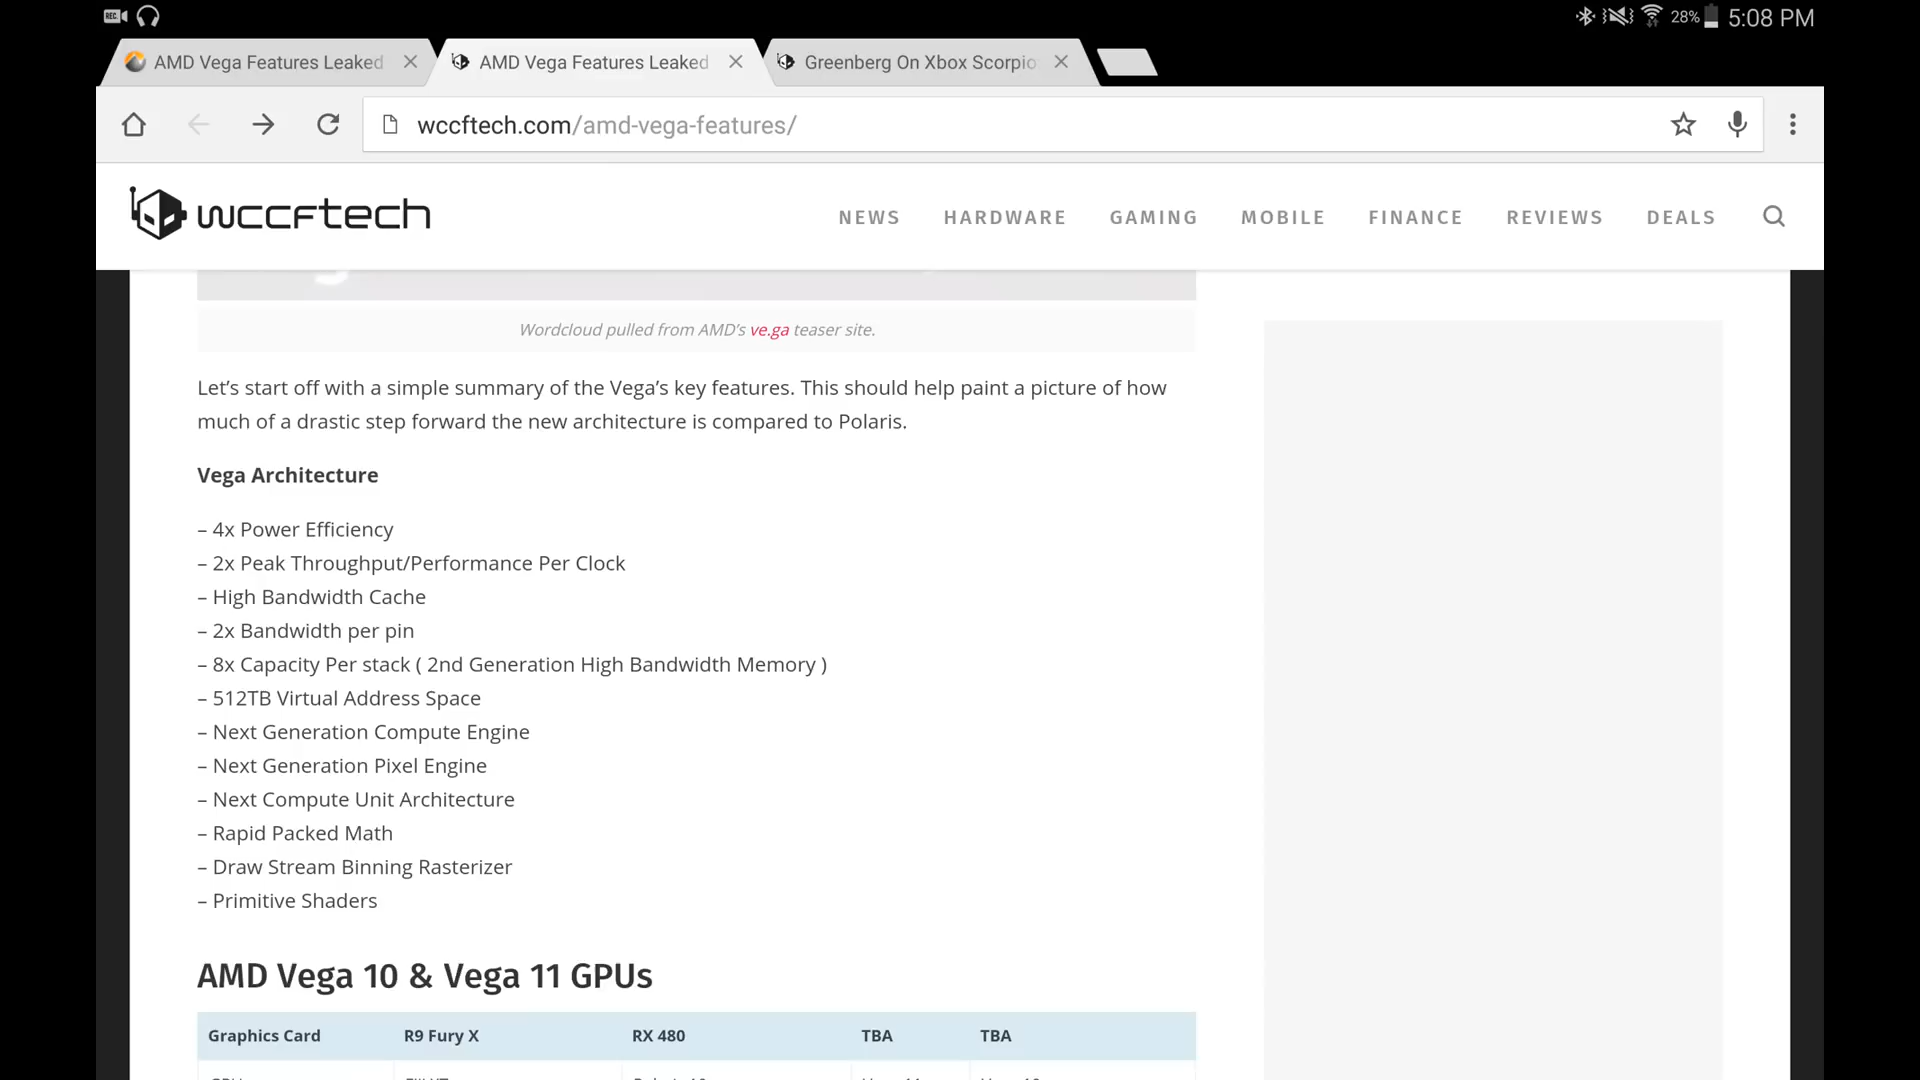 REC 28% 5:08 PM
AMD Vega Features Leaked
AMD Vega Features Leaked
Greenberg On Xbox Scorpio
wccftech.com/amd-vega-features/
wccftech
NEWS HARDWARE GAMING MOBILE FINANCE REVIEWS DEALS
Wordcloud pulled from AMD’s ve.ga teaser site.
Let’s start off with a simple summary of the Vega’s key features. This should help paint a picture of how
much of a drastic step forward the new architecture is compared to Polaris.
Vega Architecture
– 4x Power Efficiency
– 2x Peak Throughput/Performance Per Clock
– High Bandwidth Cache
– 2x Bandwidth per pin
– 8x Capacity Per stack ( 2nd Generation High Bandwidth Memory )
– 512TB Virtual Address Space
– Next Generation Compute Engine
– Next Generation Pixel Engine
– Next Compute Unit Architecture
– Rapid Packed Math
– Draw Stream Binning Rasterizer
– Primitive Shaders
AMD Vega 10 & Vega 11 GPUs
Graphics Card R9 Fury X RX 480 TBA TBA